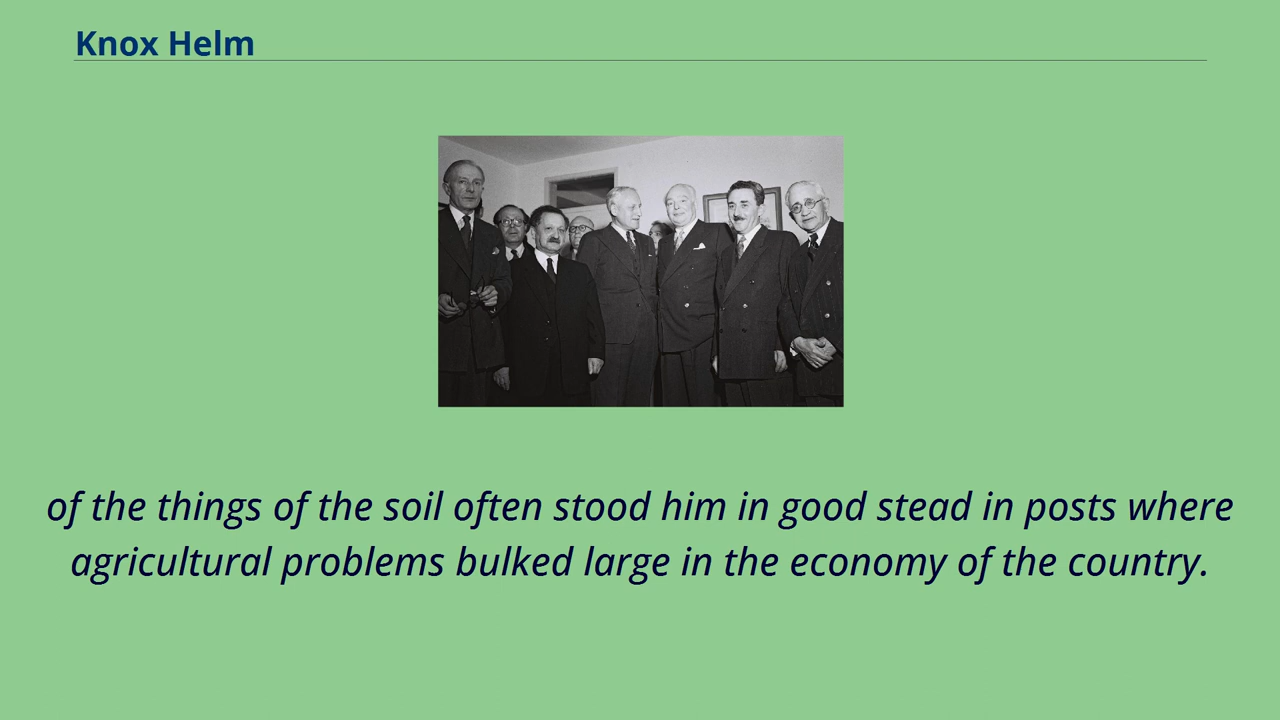 Knox Helm
of the things of the soil often stood him in good stead in posts where
agricultural problems bulked large in the economy of the country.